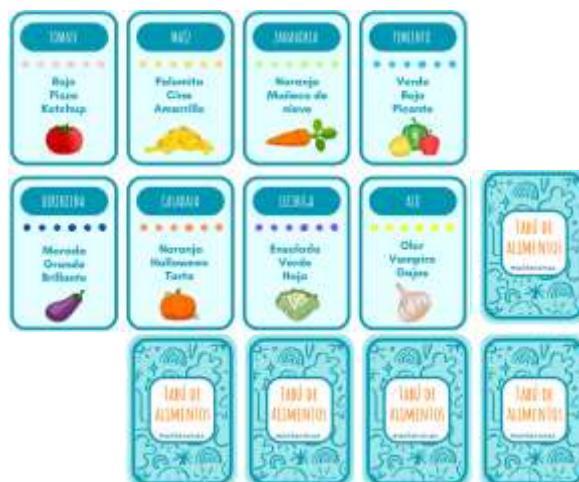 TOMATE
MAÍZ
ZANAHORIA
PIMIENTO
Rojo
Pizza
Ketchup
Palomita
Cine
Amarrillo
Naranja
Muñeco de
nieve
Verde
Rojo
Picante
BERENJENA
CALABAZA
LECHUGA
AJO
Morado
Grande
Brillante
Naranja
Halloween
Tarta
Ensalada
Verde
Hoja
Olor
Vampiro
Gajos
TABÚ DE
ALIMENTOS
TABÚ DE
ALIMENTOS
TABÚ DE
ALIMENTOS
TABÚ DE
ALIMENTOS
TABÚ DE
ALIMENTOS